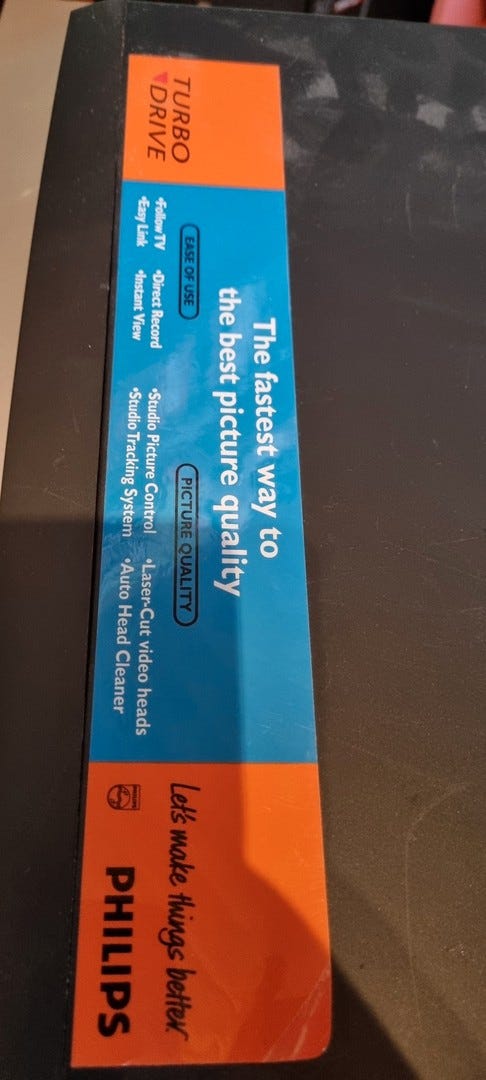 TURBO
DRIVE
The fastest way to
the best picture quality
EASE OF USE
•Follow TV •Direct Record
•Easy Link •Instant View
PICTURE QUALITY
•Studio Picture Control •Laser-Cut video heads
•Studio Tracking System •Auto Head Cleaner
Let's make things better.
PHILIPS
PHILIPS